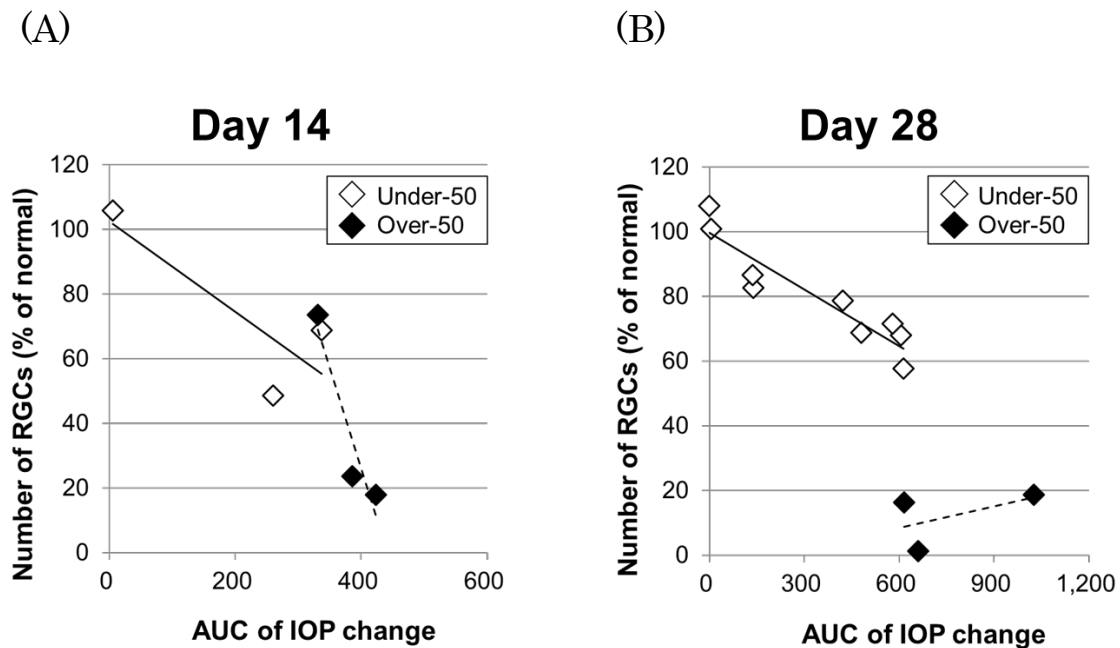 (A)
Day 14
Number of RGCs (% of normal)
120
100
80
60
40
20
0
Under-50
Over-50
0 200 400 600
AUC of IOP change
(B)
Day 28
Number of RGCs (% of normal)
120
100
80
60
40
20
0
Under-50
Over-50
0 300 600 900 1,200
AUC of IOP change